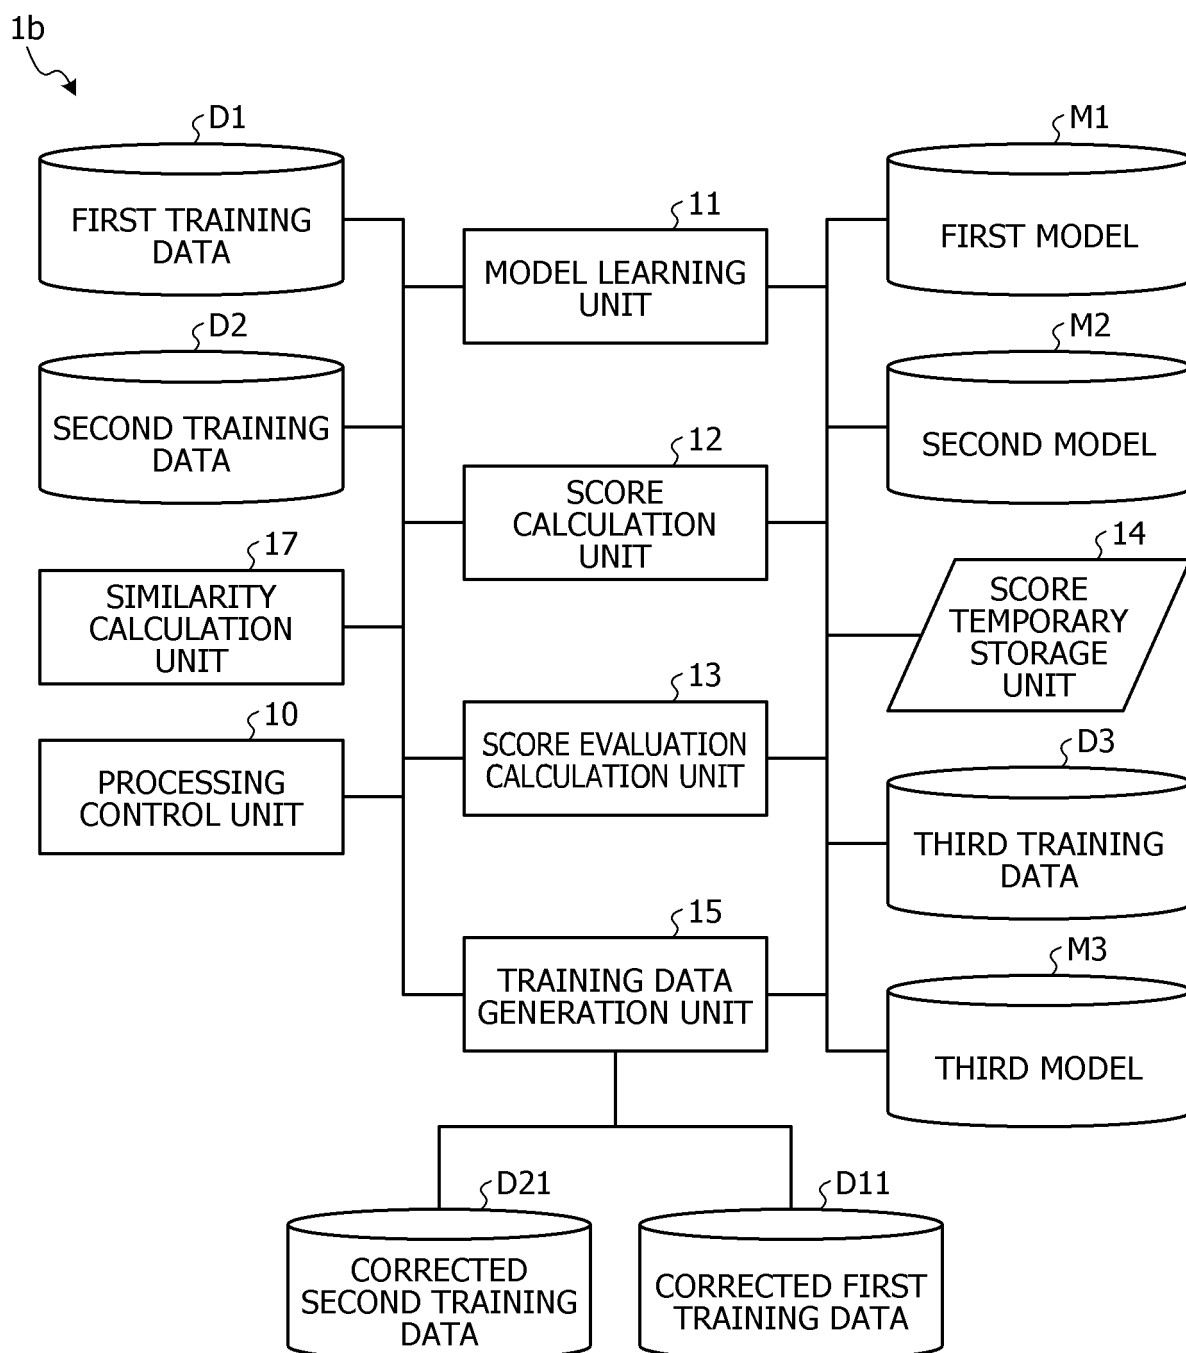 1b
D1
FIRST TRAINING
DATA
D2
SECOND TRAINING
DATA
17
SIMILARITY
CALCULATION
UNIT
10
PROCESSING
CONTROL UNIT
11
MODEL LEARNING
UNIT
12
SCORE
CALCULATION
UNIT
13
SCORE EVALUATION
CALCULATION UNIT
15
TRAINING DATA
GENERATION UNIT
M1
FIRST MODEL
M2
SECOND MODEL
14
SCORE
TEMPORARY
STORAGE
UNIT
D3
THIRD TRAINING
DATA
M3
THIRD MODEL
D21
CORRECTED
SECOND TRAINING
DATA
D11
CORRECTED FIRST
TRAINING DATA